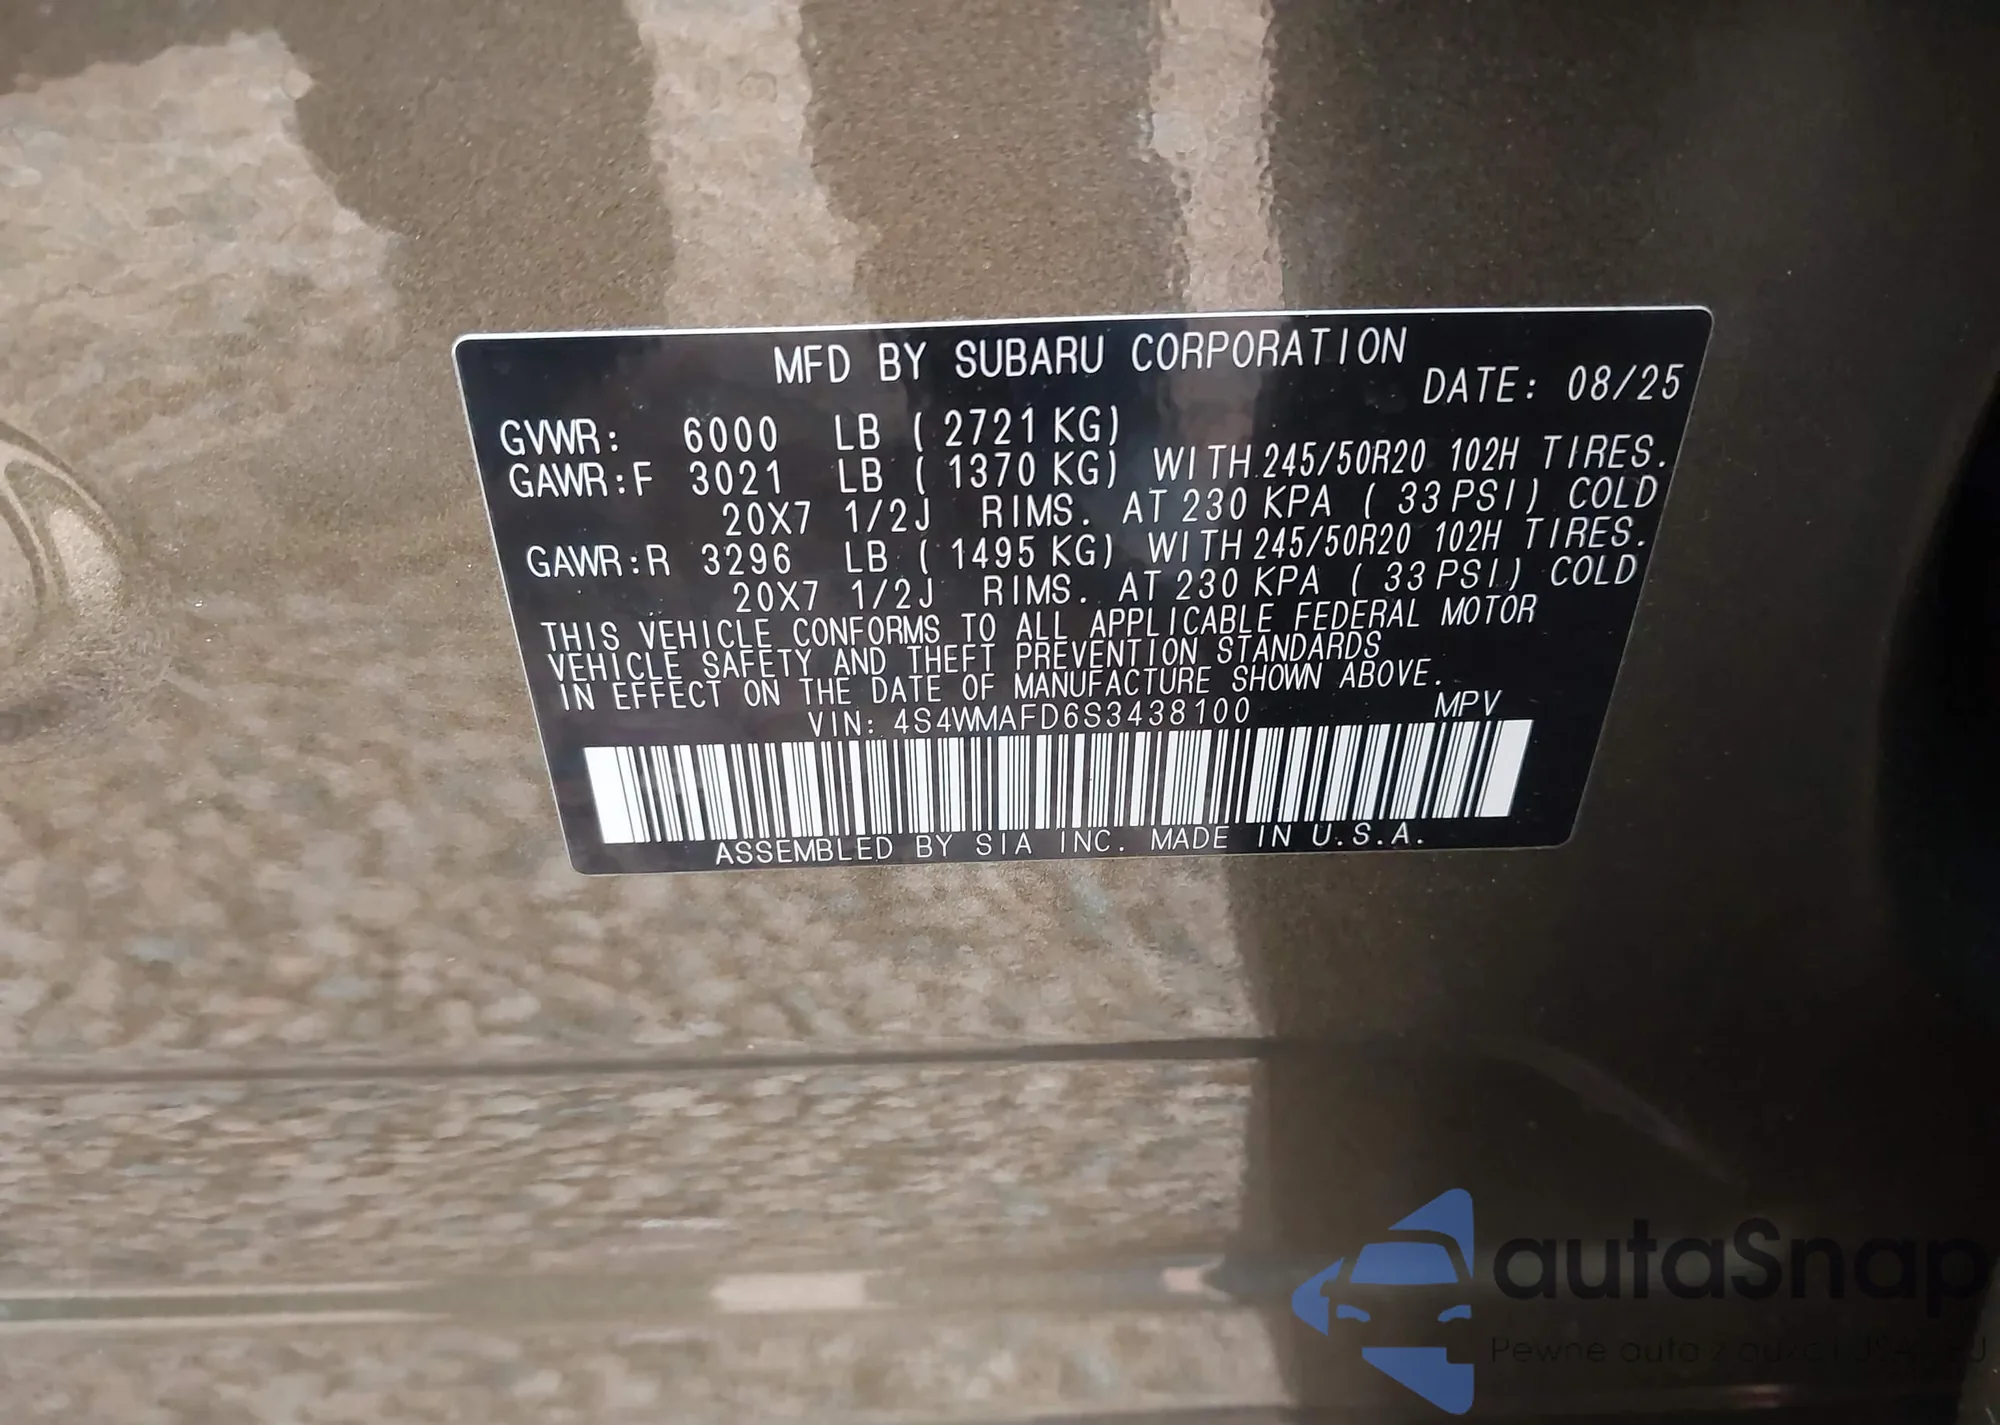 MFD BY SUBARU CORPORATION
DATE: 08/25
GVWR: 6000 LB ( 2721 KG)
GAWR:F 3021 LB ( 1370 KG) WITH 245/50R20 102H TIRES.
20X7 1/2J RIMS. AT 230 KPA ( 33 PSI) COLD
GAWR:R 3296 LB ( 1495 KG) WITH 245/50R20 102H TIRES.
20X7 1/2J RIMS. AT 230 KPA ( 33 PSI) COLD
THIS VEHICLE CONFORMS TO ALL APPLICABLE FEDERAL MOTOR
VEHICLE SAFETY AND THEFT PREVENTION STANDARDS
IN EFFECT ON THE DATE OF MANUFACTURE SHOWN ABOVE.
VIN: 4S4WMAFD6S3438100 MPV
ASSEMBLED BY SIA INC. MADE IN U.S.A.
autaSnap
Pewne auta z